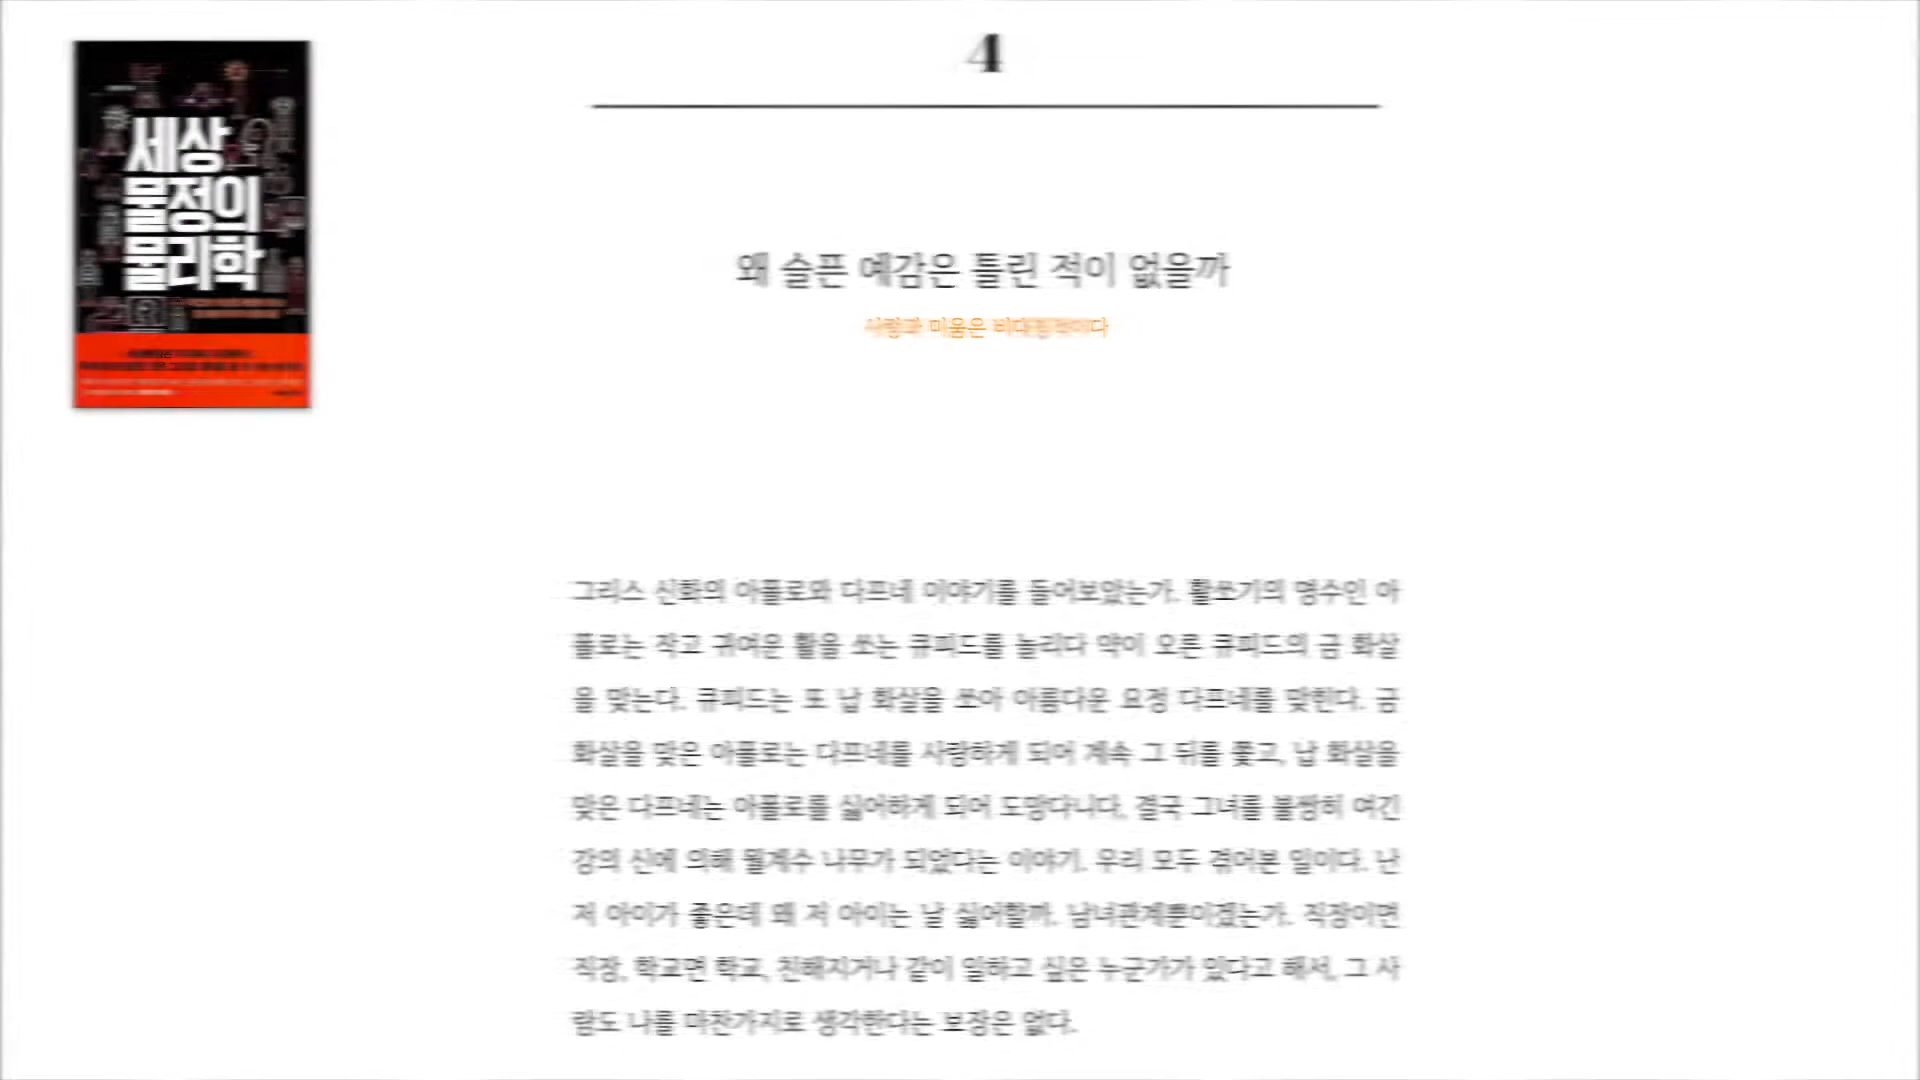 세상
물정의
물리학
4
왜 슬픈 예감은 틀린 적이 없을까
사랑과 미움은 비대칭적이다
그리스 신화의 아폴로와 다프네 이야기를 들어보았는가. 활쏘기의 명수인 아
폴로는 작고 귀여운 활을 쏘는 큐피드를 놀리다 약이 오른 큐피드의 금 화살
을 맞는다. 큐피드는 또 납 화살을 쏘아 아름다운 요정 다프네를 맞힌다. 금
화살을 맞은 아폴로는 다프네를 사랑하게 되어 계속 그 뒤를 쫓고, 납 화살을
맞은 다프네는 아폴로를 싫어하게 되어 도망다니다, 결국 그녀를 불쌍히 여긴
강의 신에 의해 월계수 나무가 되었다는 이야기. 우리 모두 겪어본 일이다. 난
저 아이가 좋은데 왜 저 아이는 날 싫어할까. 남녀관계뿐이겠는가. 직장이면
직장, 학교면 학교, 친해지거나 같이 일하고 싶은 누군가가 있다고 해서, 그 사
람도 나를 마찬가지로 생각한다는 보장은 없다.